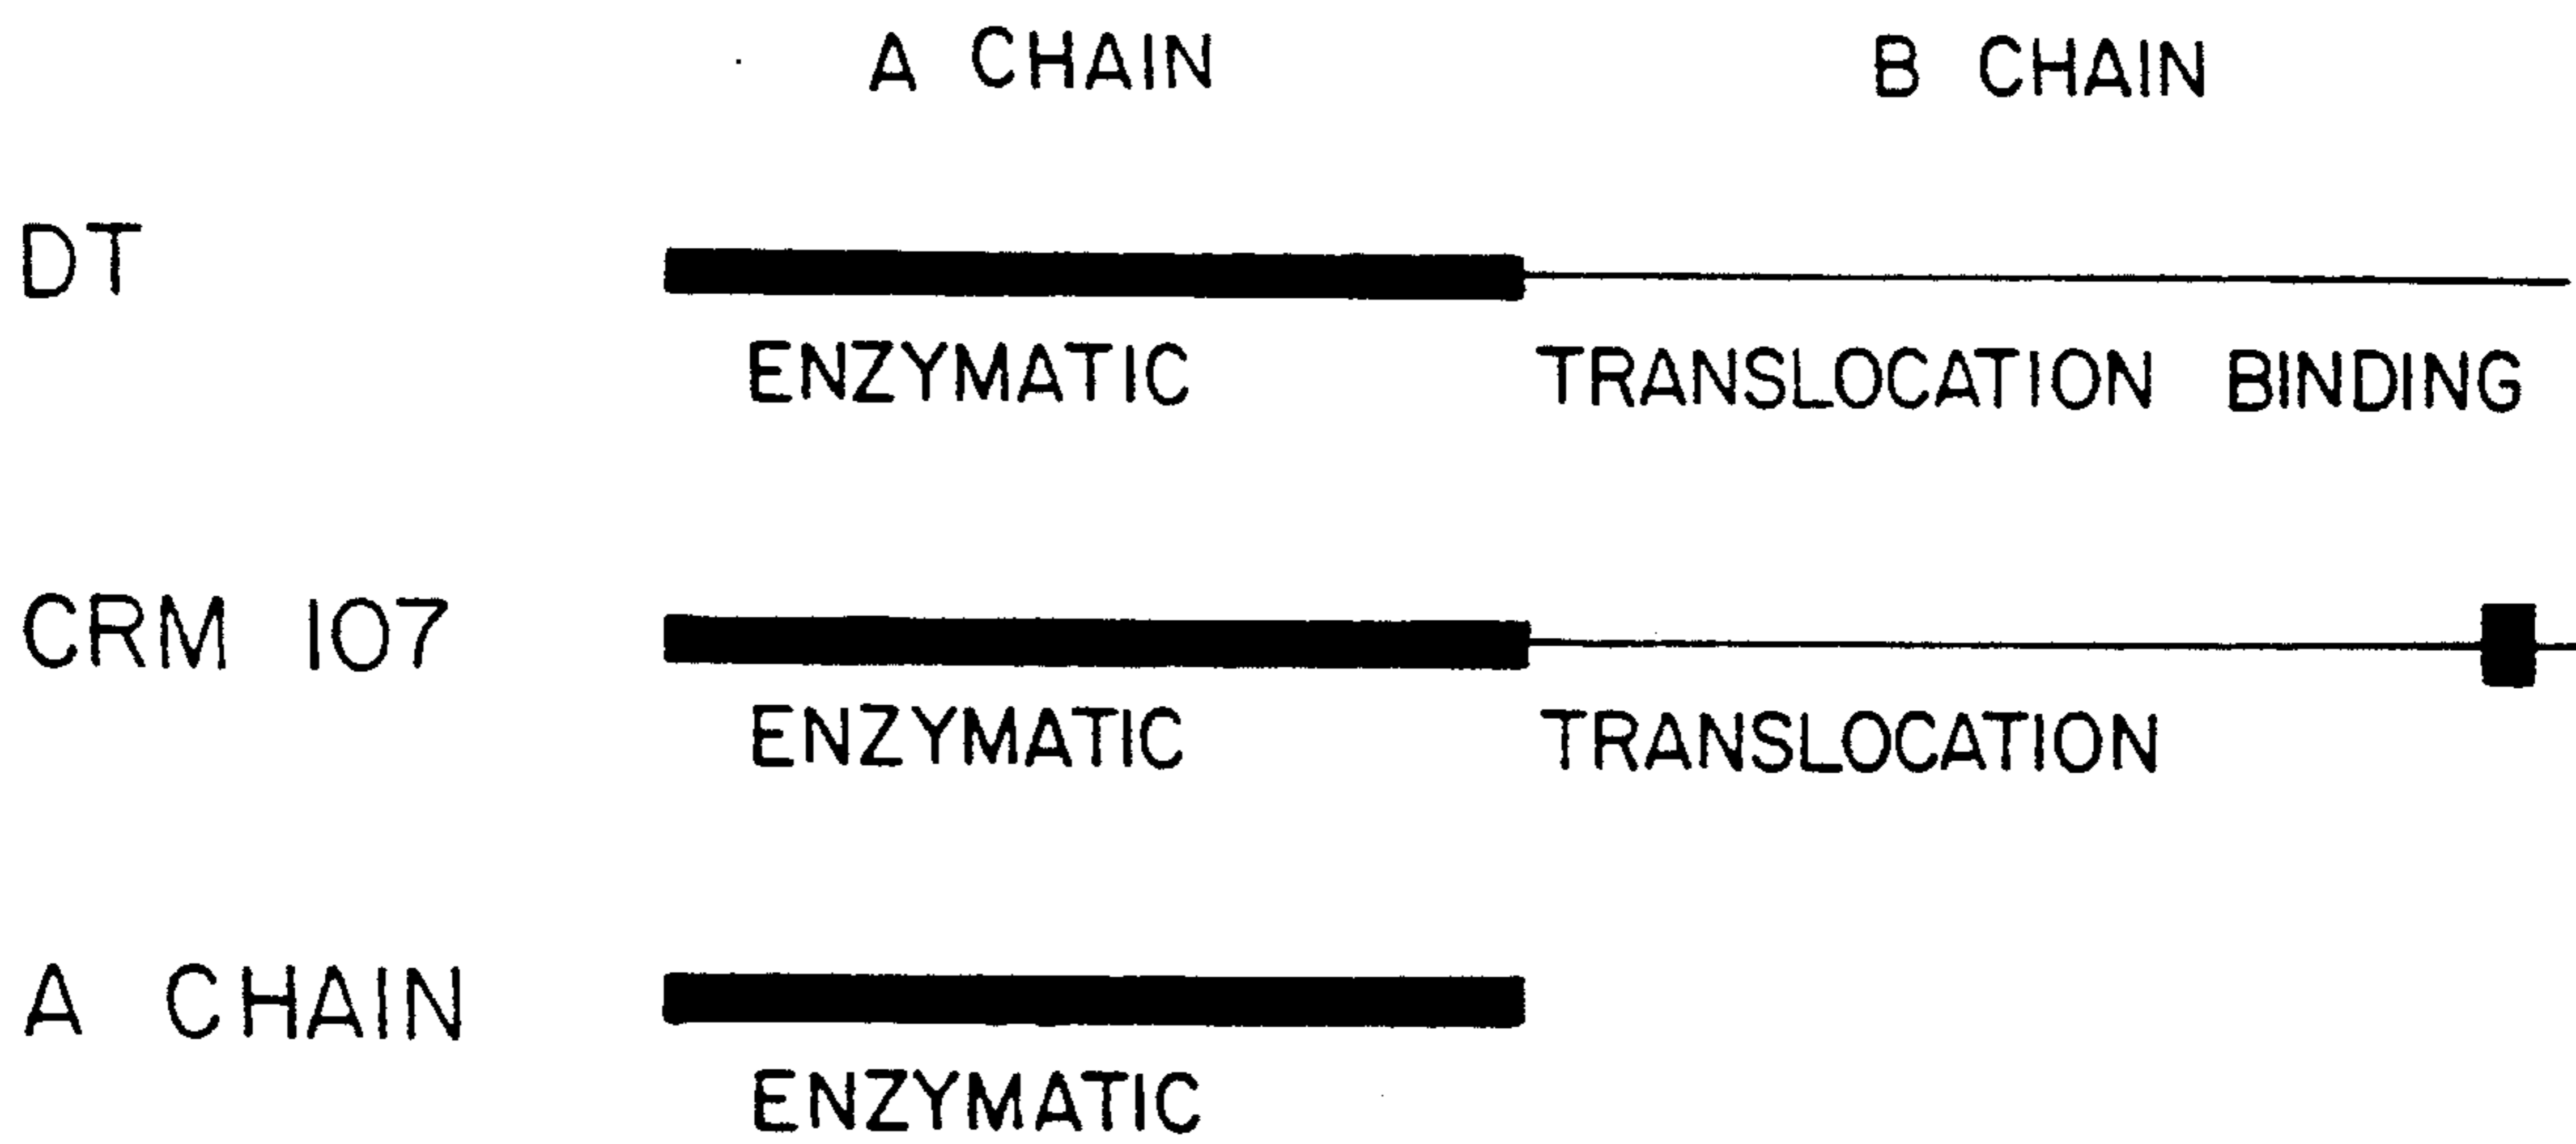 A CHAIN B CHAIN
DT
ENZYMATIC TRANSLOCATION BINDING
CRM 107
ENZYMATIC TRANSLOCATION
A CHAIN
ENZYMATIC